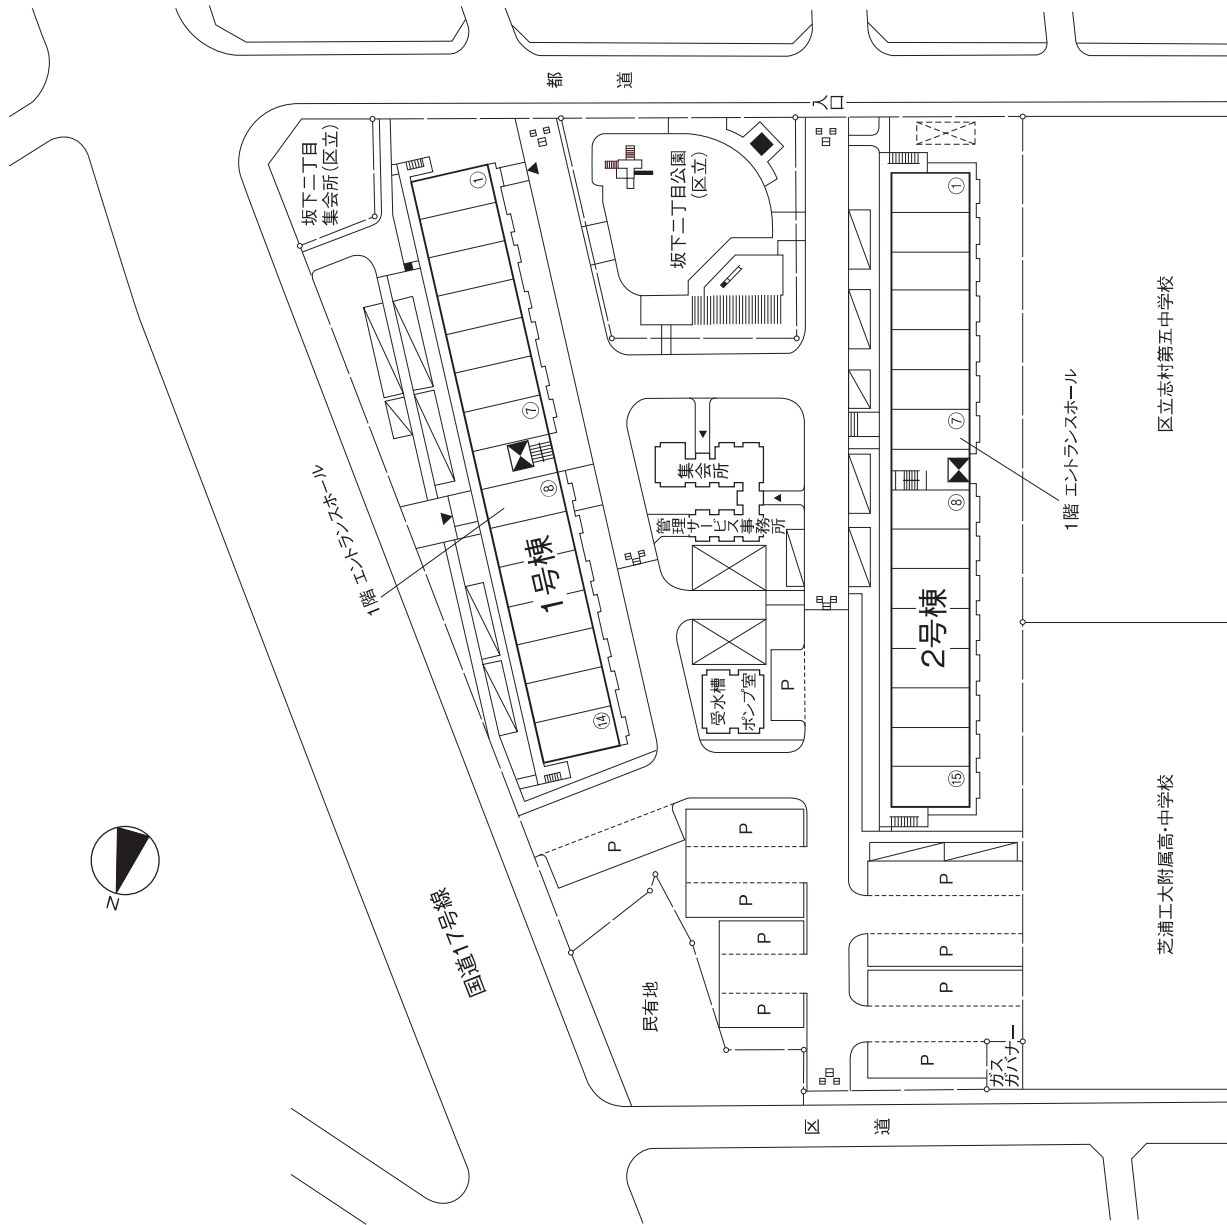 都道
入口
坂下二丁目
集会所(区立)
坂下二丁目公園
(区立)
1階 エントランスホール
1号棟
①
⑦
⑧
⑭
集会所
管理サービス事務所
受水槽
ポンプ室
P
2号棟
①
⑦
⑧
⑮
1階 エントランスホール
区立志村第五中学校
芝浦工大附属高・中学校
N
国道17号線
民有地
P
P
P
P
P
P
P
P
P
ガス
ガバナー
区道